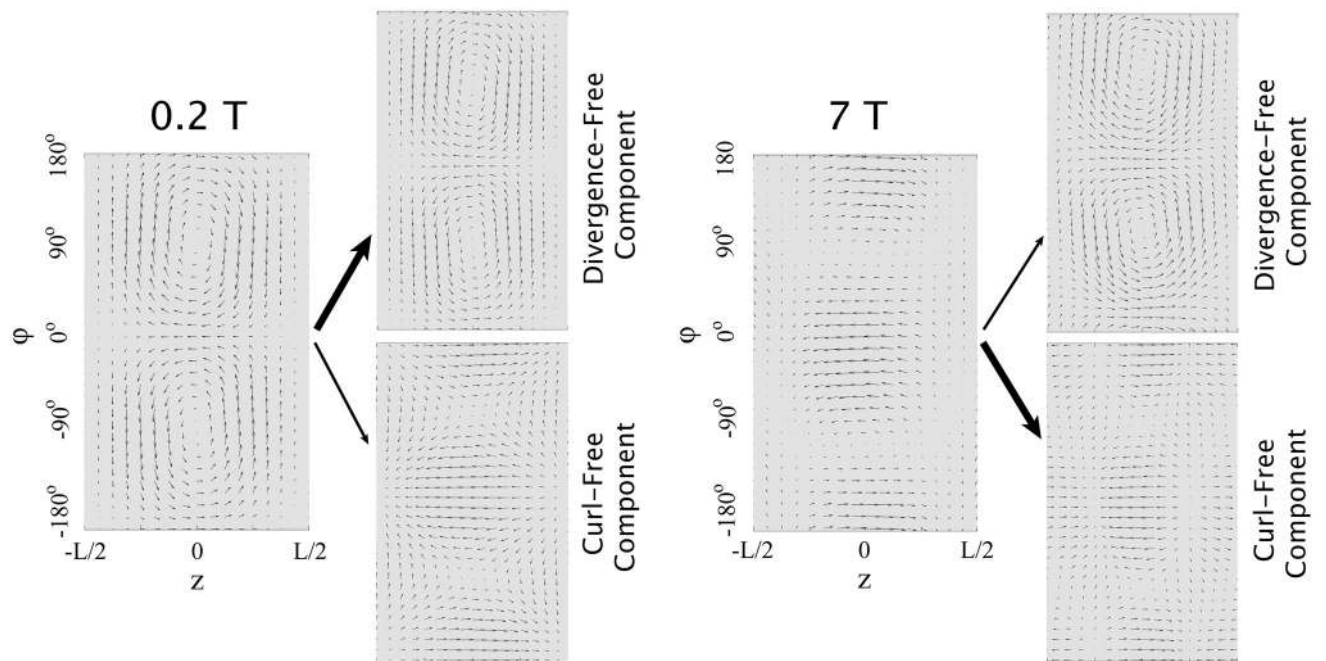 0.2 T
φ
180°
90°
0°
-90°
-180°
-L/2
0
L/2
z
Divergence-Free
Component
Curl-Free
Component
7 T
φ
180
90°
0°
-90°
-180°
-L/2
0
L/2
z
Divergence-Free
Component
Curl-Free
Component